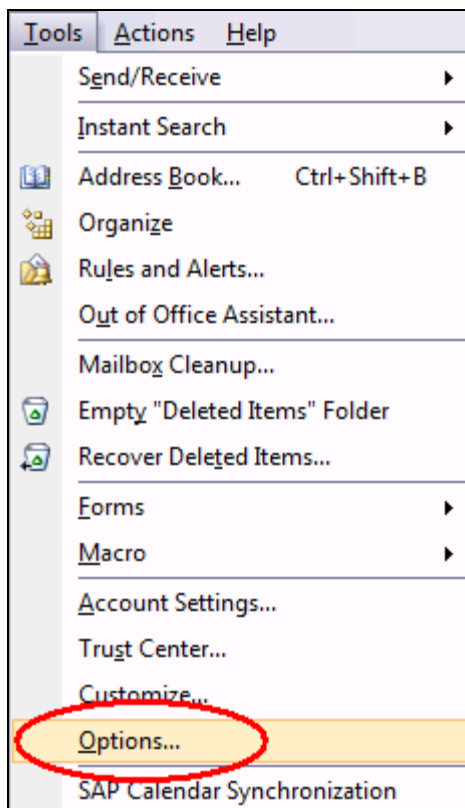 Tools Actions Help
Send/Receive
Instant Search
Address Book... Ctrl+Shift+B
Organize
Rules and Alerts...
Out of Office Assistant...
Mailbox Cleanup...
Empty "Deleted Items" Folder
Recover Deleted Items...
Forms
Macro
Account Settings...
Trust Center...
Customize...
Options...
SAP Calendar Synchronization